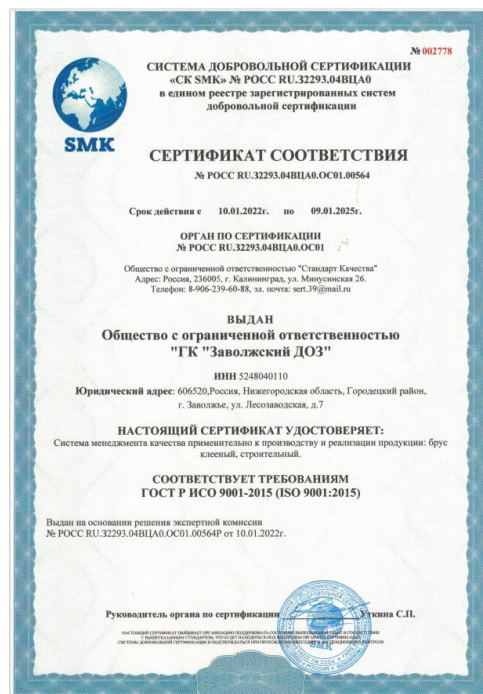 № 002778
СИСТЕМА ДОБРОВОЛЬНОЙ СЕРТИФИКАЦИИ
«СК SMK» № РОСС RU.32293.04ВЦА0
в едином реестре зарегистрированных систем
добровольной сертификации
SMK
СЕРТИФИКАТ СООТВЕТСТВИЯ
№ РОСС RU.32293.04ВЦА0.ОС01.00564
Срок действия с 10.01.2022г. по 09.01.2025г.
ОРГАН ПО СЕРТИФИКАЦИИ
№ РОСС RU.32293.04ВЦА0.ОС01
Общество с ограниченной ответственностью "Стандарт Качества"
Адрес: Россия, 236005, г. Калининград, ул. Минусинская 26.
Телефон: 8-906-239-60-88, эл. почта: sert.39@mail.ru
ВЫДАН
Общество с ограниченной ответственностью
"ГК "Заволжский ДОЗ"
ИНН 5248040110
Юридический адрес: 606520,Россия, Нижегородская область, Городецкий район,
г. Заволжье, ул. Лесозаводская, д.7
НАСТОЯЩИЙ СЕРТИФИКАТ УДОСТОВЕРЯЕТ:
Система менеджмента качества применительно к производству и реализации продукции: брус
клееный, строительный.
СООТВЕТСТВУЕТ ТРЕБОВАНИЯМ
ГОСТ Р ИСО 9001-2015 (ISO 9001:2015)
Выдан на основании решения экспертной комиссии
№ РОСС RU.32293.04ВЦА0.ОС01.00564Р от 10.01.2022г.
Руководитель органа по сертификации Уткина С.П.
SMK